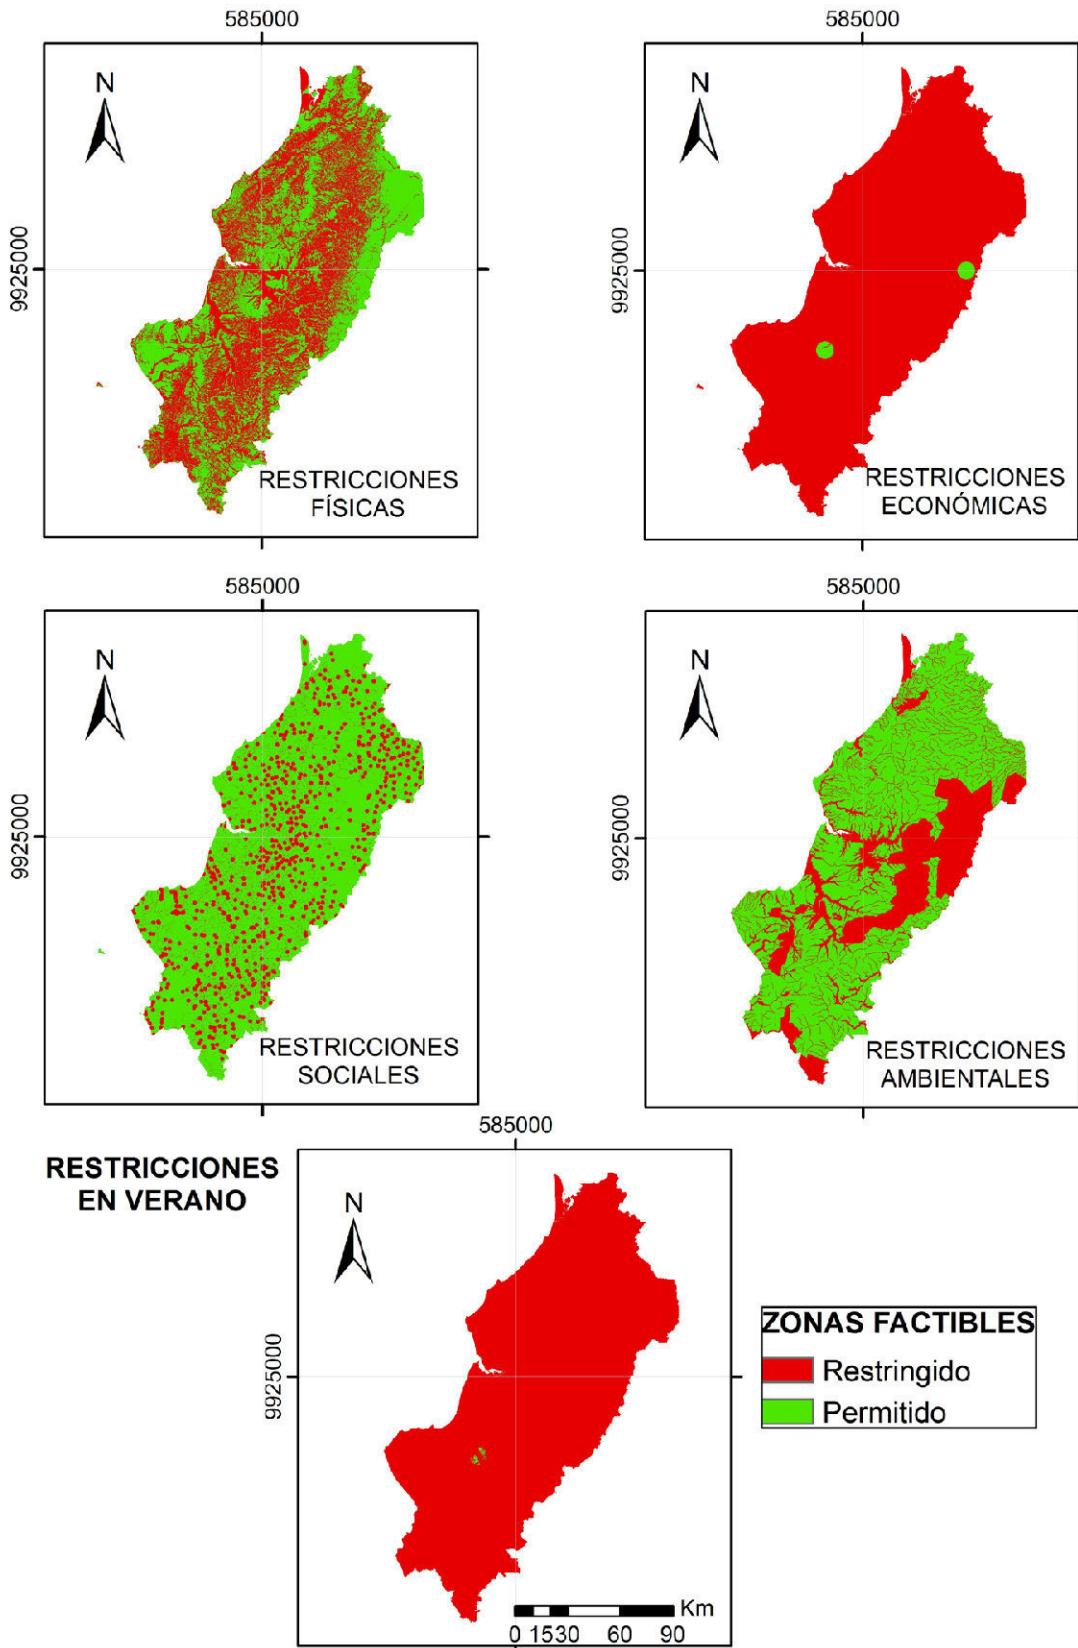 585000
585000
N
N
9925000
9925000
RESTRICCIONES
FÍSICAS
RESTRICCIONES
ECONÓMICAS
585000
585000
N
N
9925000
9925000
RESTRICCIONES
SOCIALES
RESTRICCIONES
AMBIENTALES
585000
RESTRICCIONES
EN VERANO
N
9925000
ZONAS FACTIBLES
Restringido
Permitido
Km
0 1530 60 90